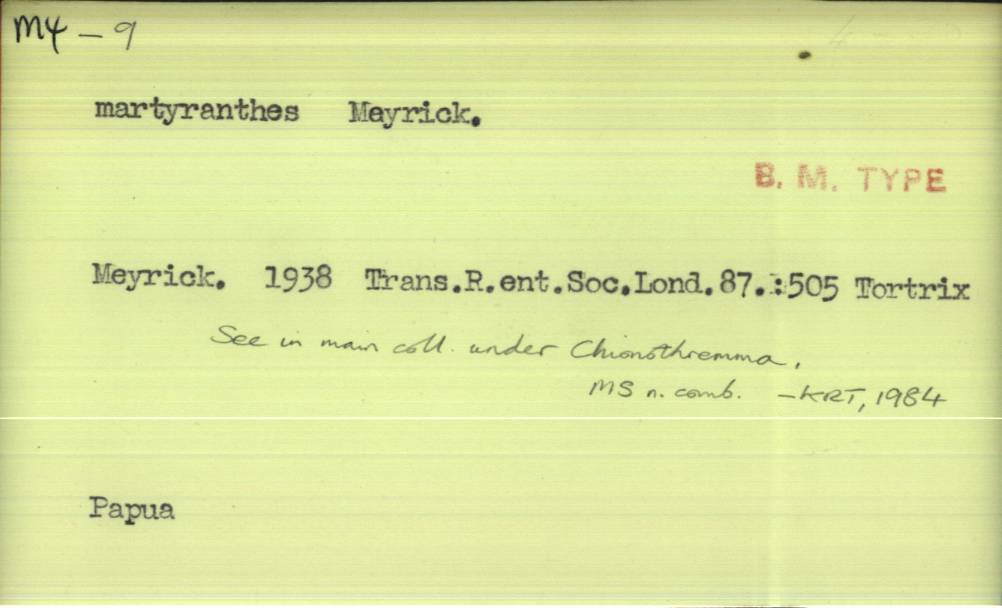 M4 - 9
martyranthes Meyrick.
B. M. TYPE
Meyrick. 1938 Trans.R.ent.Soc.Lond.87.:505 Tortrix
See in main coll. under Chionothremma,
MS n. comb. - KRT, 1984
Papua